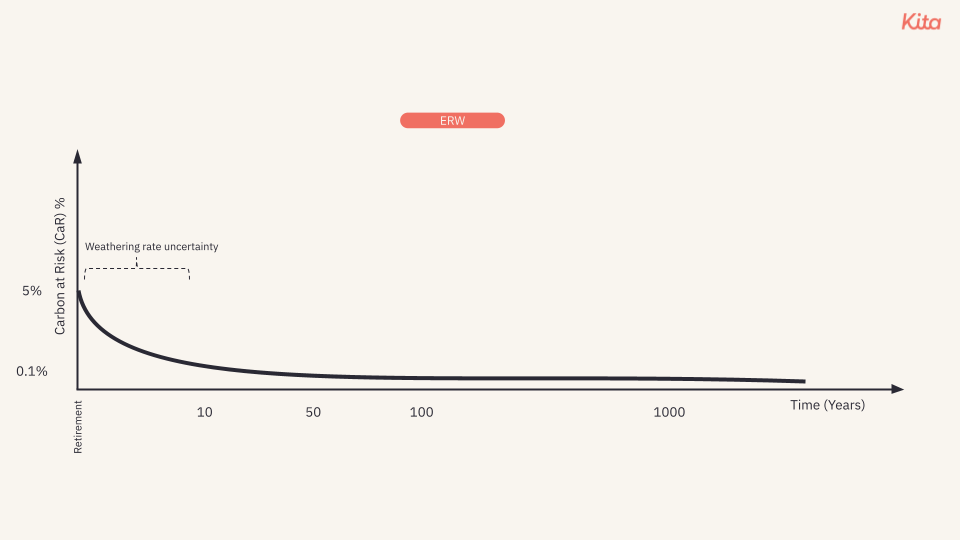 Kita
ERW
Carbon at Risk (CaR) %
Weathering rate uncertainty
5%
0.1%
Retirement
10
50
100
1000
Time (Years)